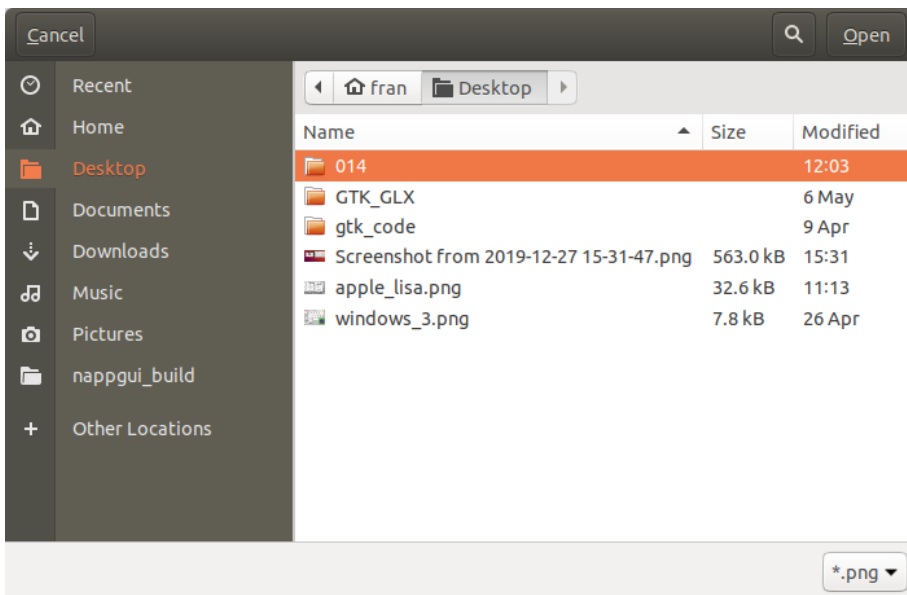 Cancel Open
Recent
Home
Desktop
Documents
Downloads
Music
Pictures
nappgui_build
Other Locations
fran Desktop
Name Size Modified
014 12:03
GTK_GLX 6 May
gtk_code 9 Apr
Screenshot from 2019-12-27 15-31-47.png 563.0 kB 15:31
apple_lisa.png 32.6 kB 11:13
windows_3.png 7.8 kB 26 Apr
*.png